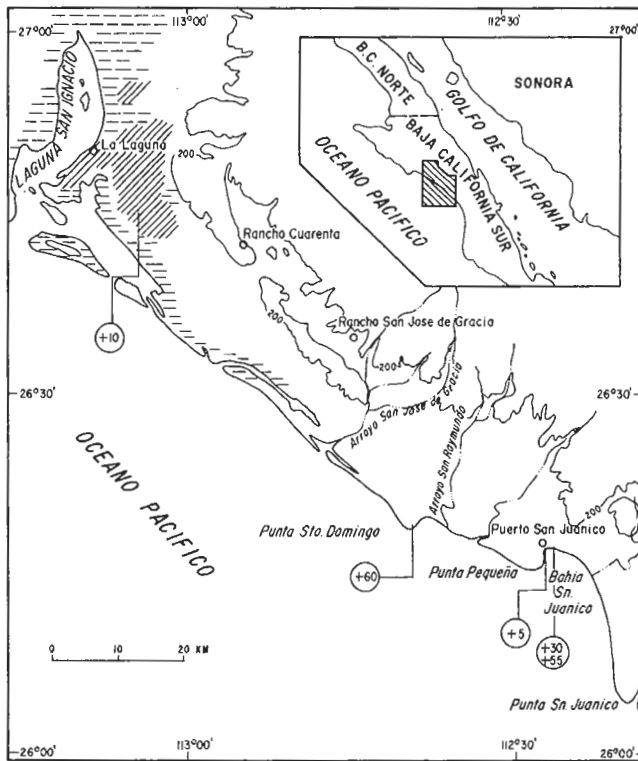 113°00'
112°30'
27°00'
27°00'
LAGUNA SAN IGNACIO
La Laguna
200
Rancho Cuarenta
+10
B.C. NORTE
SONORA
GOLFO DE CALIFORNIA
BAJA CALIFORNIA SUR
OCEANO PACIFICO
200
Rancho San Jose de Gracia
200
26°30'
26°30'
Arroyo San Jose de Gracia
Arroyo San Raymundo
OCEANO PACIFICO
200
Punta Sto. Domingo
Puerto San Juanico
+60
Punta Pequeña
Bahia
Sn.
Juanico
+5
+30
+55
0 10 20 KM
Punta Sn. Juanico
26°00'
26°00'
113°00'
112°30'